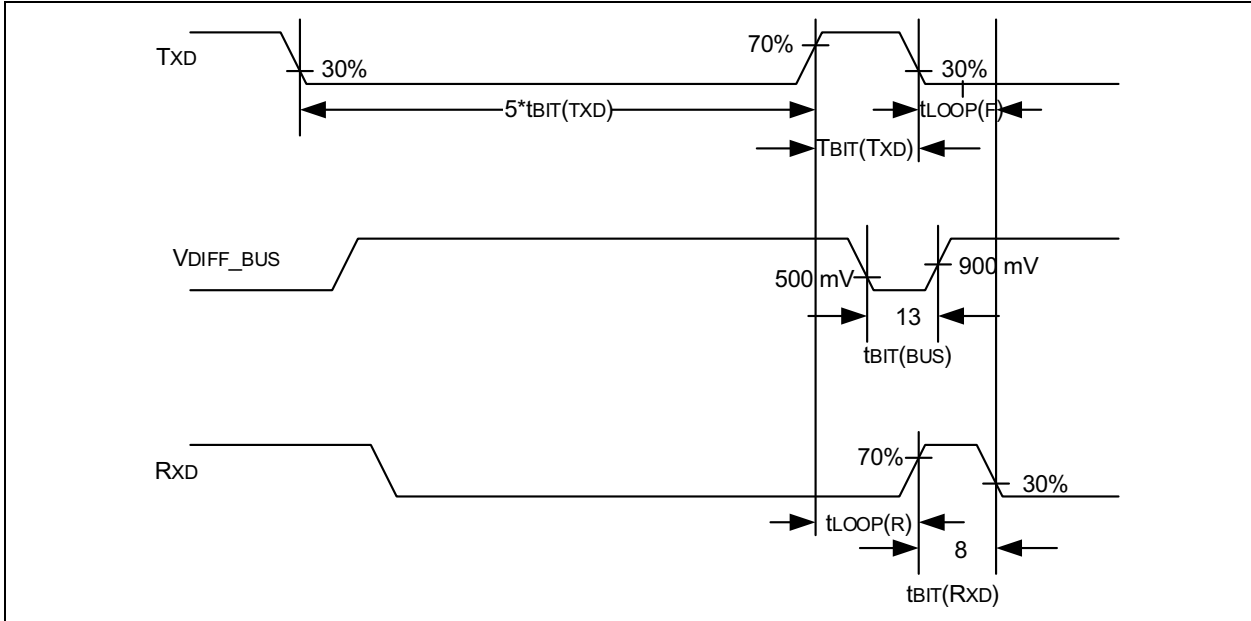 TXD
70%
30%
30%
5*tBIT(TXD)
tLOOP(F)
TBIT(TXD)
VDIFF_BUS
500 mV
900 mV
13
tBIT(BUS)
RXD
70%
30%
tLOOP(R)
8
tBIT(RXD)